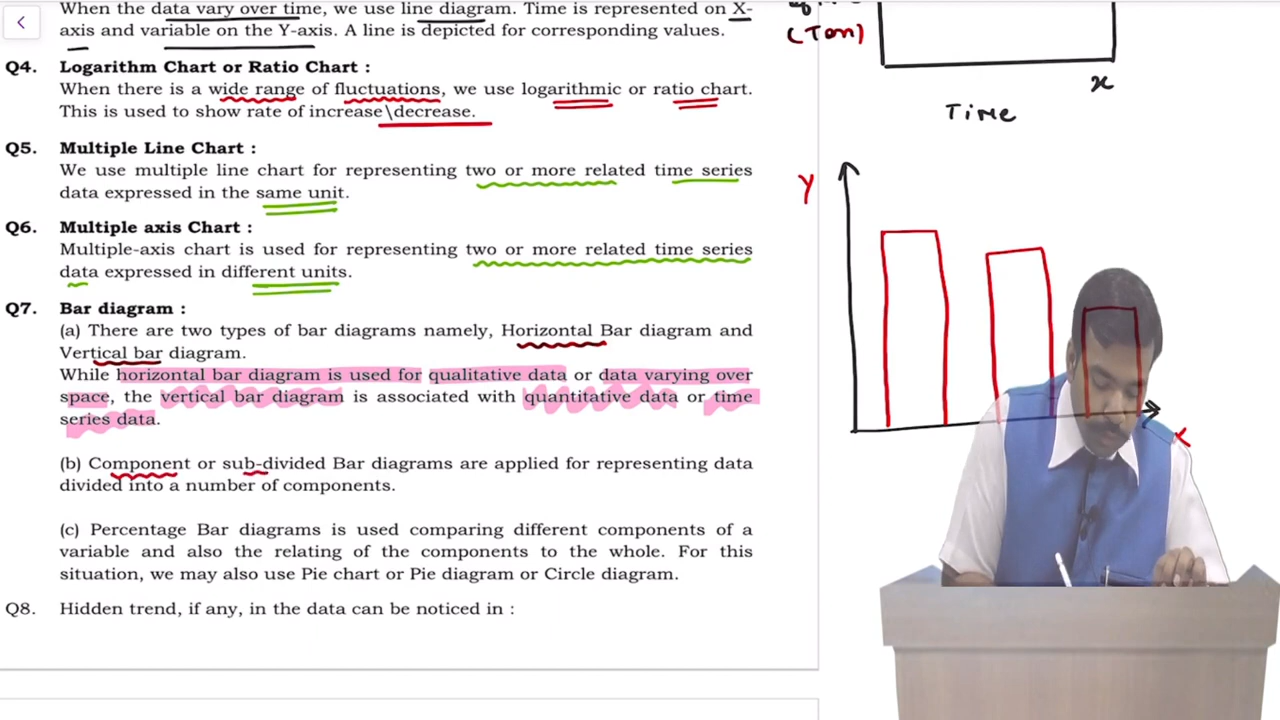 When the data vary over time, we use line diagram. Time is represented on X-
axis and variable on the Y-axis. A line is depicted for corresponding values.
Q4. Logarithm Chart or Ratio Chart :
When there is a wide range of fluctuations, we use logarithmic or ratio chart.
This is used to show rate of increase\decrease.
Q5. Multiple Line Chart :
We use multiple line chart for representing two or more related time series
data expressed in the same unit.
Q6. Multiple axis Chart :
Multiple-axis chart is used for representing two or more related time series
data expressed in different units.
Q7. Bar diagram :
(a) There are two types of bar diagrams namely, Horizontal Bar diagram and
Vertical bar diagram.
While horizontal bar diagram is used for qualitative data or data varying over
space, the vertical bar diagram is associated with quantitative data or time
series data.
(b) Component or sub-divided Bar diagrams are applied for representing data
divided into a number of components.
(c) Percentage Bar diagrams is used comparing different components of a
variable and also the relating of the components to the whole. For this
situation, we may also use Pie chart or Pie diagram or Circle diagram.
Q8. Hidden trend, if any, in the data can be noticed in :
(Ton)
x
Time
Y
x